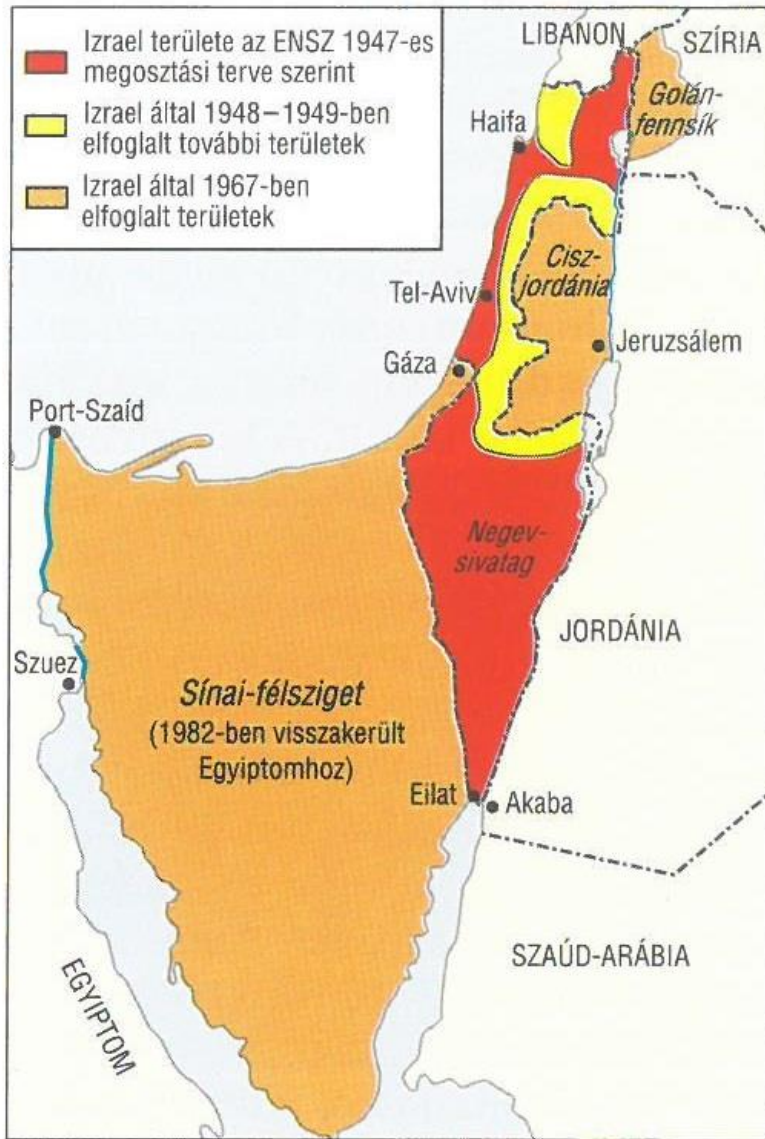 Izrael területe az ENSZ 1947-es
megosztási terve szerint
Izrael által 1948–1949-ben
elfoglalt további területek
Izrael által 1967-ben
elfoglalt területek
LIBANON
SZÍRIA
Golán-
fennsík
Haifa
Cisz-
jordánia
Tel-Aviv
Jeruzsálem
Gáza
Port-Szaíd
Negev-
sivatag
JORDÁNIA
Szuez
Sínai-félsziget
(1982-ben visszakerült
Egyiptomhoz)
Eilat
Akaba
SZAÚD-ARÁBIA
EGYIPTOM